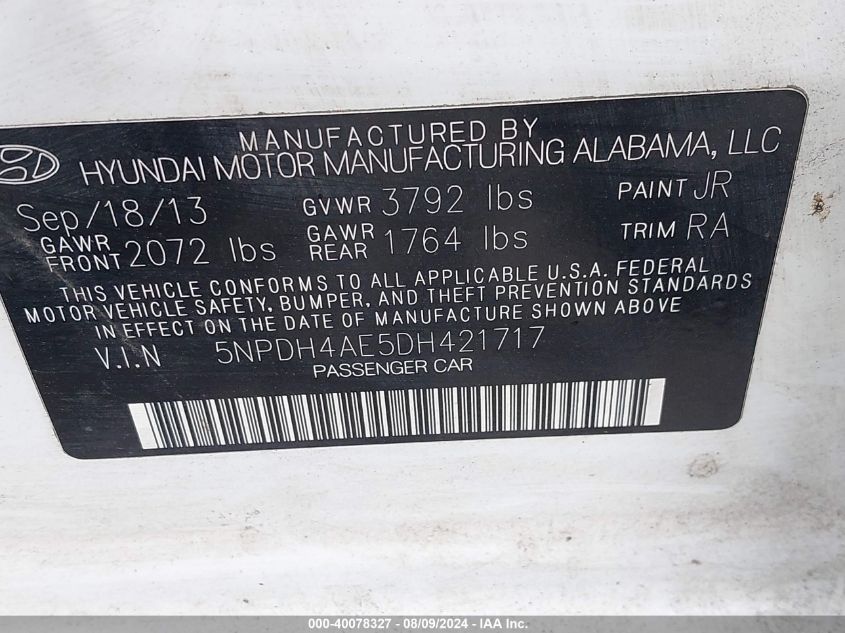 MANUFACTURED BY
HYUNDAI MOTOR MANUFACTURING ALABAMA, LLC
Sep/18/13 GVWR 3792 lbs PAINT JR
GAWR FRONT 2072 lbs GAWR REAR 1764 lbs TRIM RA
THIS VEHICLE CONFORMS TO ALL APPLICABLE U.S.A. FEDERAL
MOTOR VEHICLE SAFETY, BUMPER, AND THEFT PREVENTION STANDARDS
IN EFFECT ON THE DATE OF MANUFACTURE SHOWN ABOVE
V.I.N 5NPDH4AE5DH421717
PASSENGER CAR
000-40078327 - 08/09/2024 - IAA Inc.